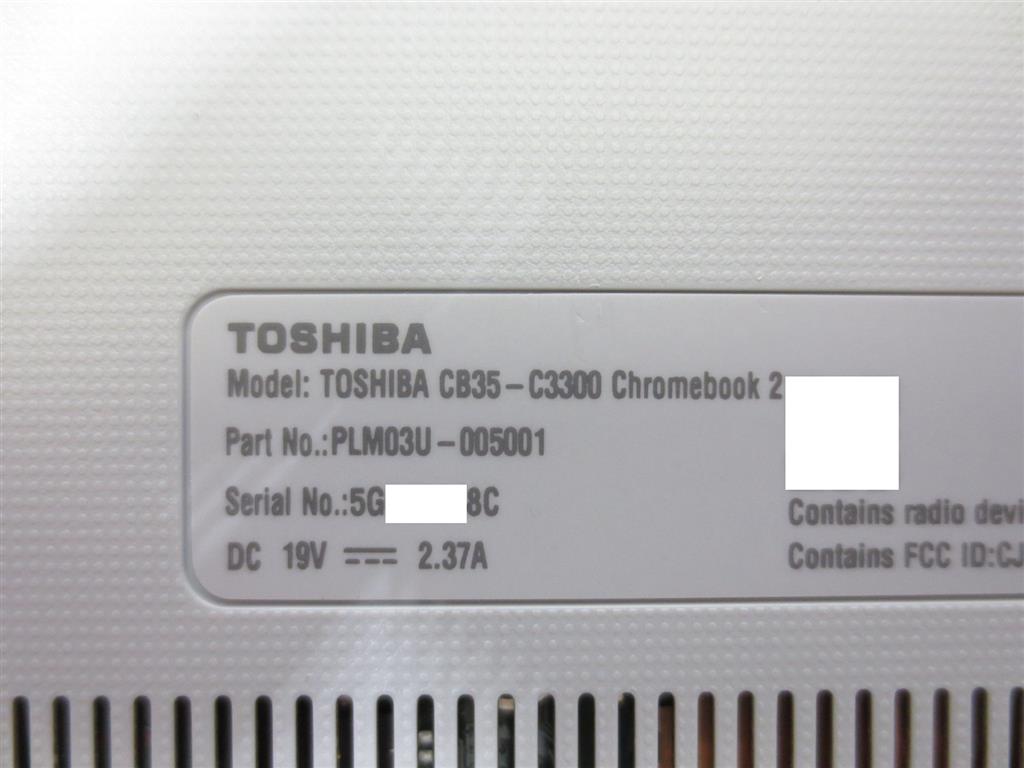 TOSHIBA
Model: TOSHIBA CB35-C3300 Chromebook 2
Part No.:PLM03U-005001
Serial No.:5G 8C
DC 19V 2.37A
Contains radio devi
Contains FCC ID:CJ